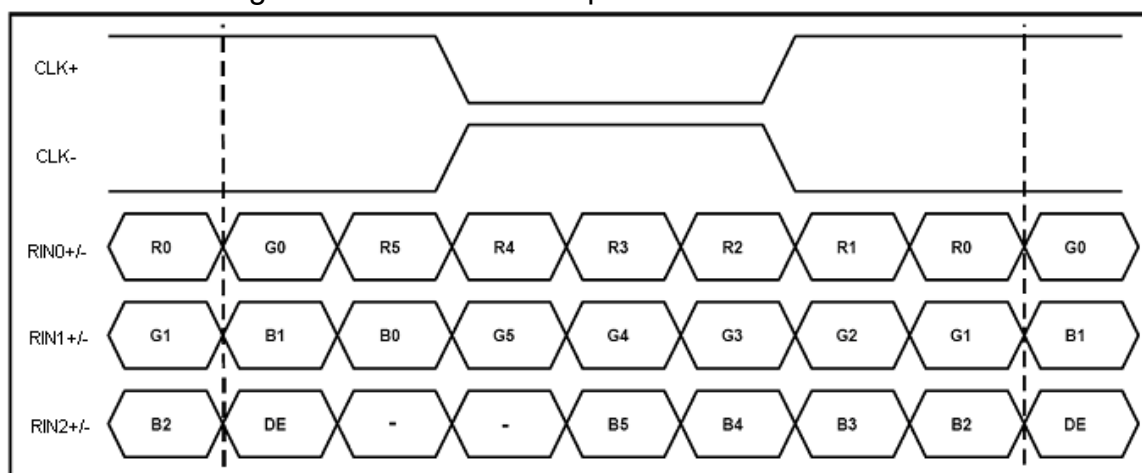 CLK+
CLK-
RIN0+/- R0 G0 R5 R4 R3 R2 R1 R0 G0
RIN1+/- G1 B1 B0 G5 G4 G3 G2 G1 B1
RIN2+/- B2 DE - - B5 B4 B3 B2 DE